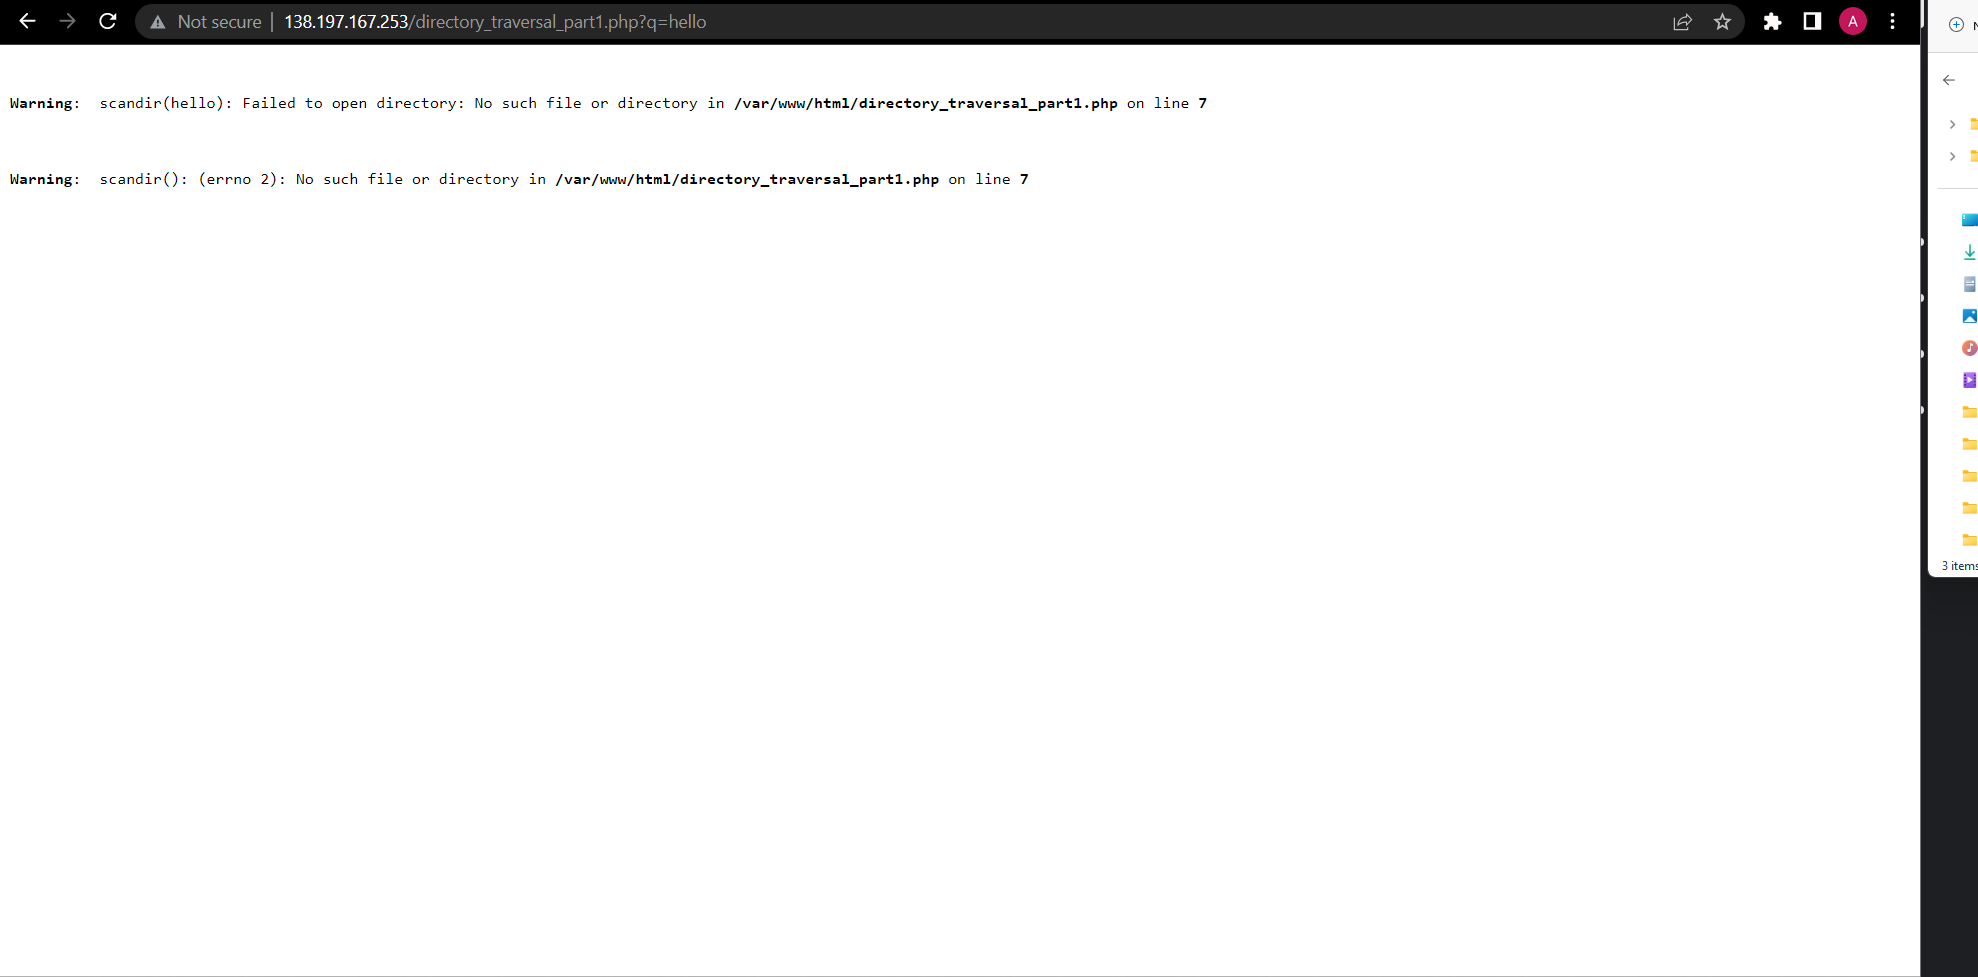 Not secure | 138.197.167.253/directory_traversal_part1.php?q=hello
A
Warning: scandir(hello): Failed to open directory: No such file or directory in /var/www/html/directory_traversal_part1.php on line 7
Warning: scandir(): (errno 2): No such file or directory in /var/www/html/directory_traversal_part1.php on line 7
3 items